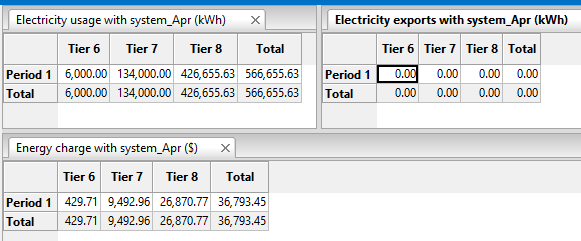 Electricity usage with system_Apr (kWh) ×
Tier 6 Tier 7 Tier 8 Total
Period 1 6,000.00 134,000.00 426,655.63 566,655.63
Total 6,000.00 134,000.00 426,655.63 566,655.63
Electricity exports with system_Apr (kWh)
Tier 6 Tier 7 Tier 8 Total
Period 1 0.00 0.00 0.00 0.00
Total 0.00 0.00 0.00 0.00
Energy charge with system_Apr ($) ×
Tier 6 Tier 7 Tier 8 Total
Period 1 429.71 9,492.96 26,870.77 36,793.45
Total 429.71 9,492.96 26,870.77 36,793.45